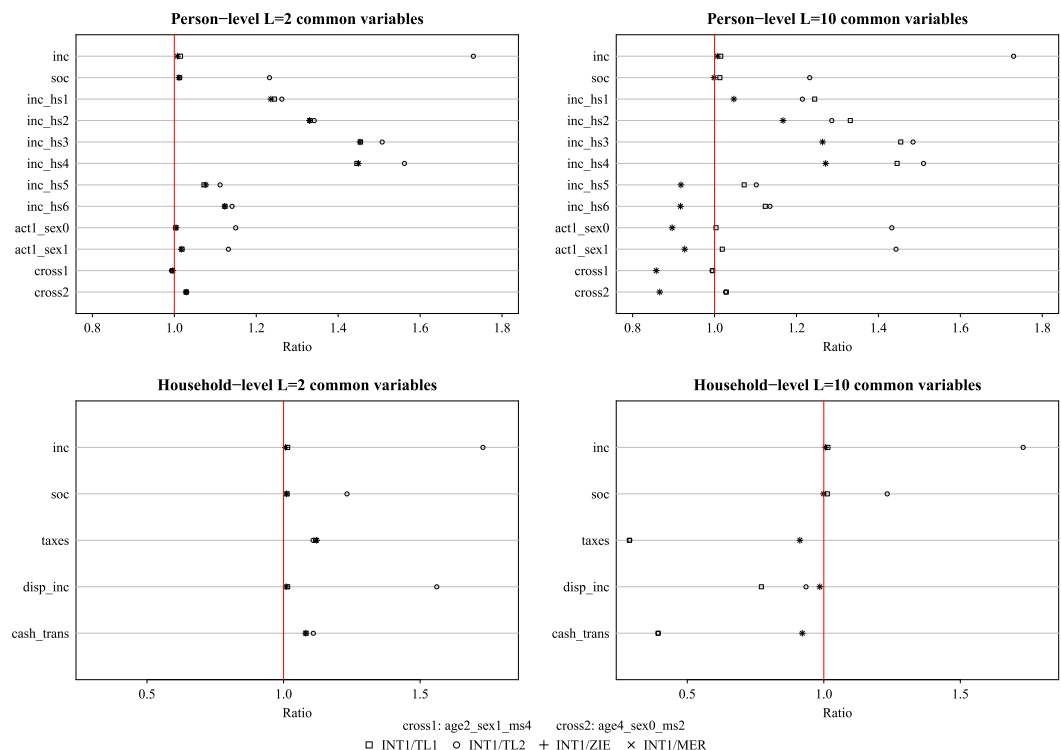 Person−level L=2 common variables
inc
soc
inc_hs1
inc_hs2
inc_hs3
inc_hs4
inc_hs5
inc_hs6
act1_sex0
act1_sex1
cross1
cross2
0.8 1.0 1.2 1.4 1.6 1.8
Ratio
Person−level L=10 common variables
inc
soc
inc_hs1
inc_hs2
inc_hs3
inc_hs4
inc_hs5
inc_hs6
act1_sex0
act1_sex1
cross1
cross2
0.8 1.0 1.2 1.4 1.6 1.8
Ratio
Household−level L=2 common variables
inc
soc
taxes
disp_inc
cash_trans
0.5 1.0 1.5
Ratio
Household−level L=10 common variables
inc
soc
taxes
disp_inc
cash_trans
0.5 1.0 1.5
Ratio
cross1: age2_sex1_ms4 cross2: age4_sex0_ms2
INT1/TL1 INT1/TL2 INT1/ZIE INT1/MER